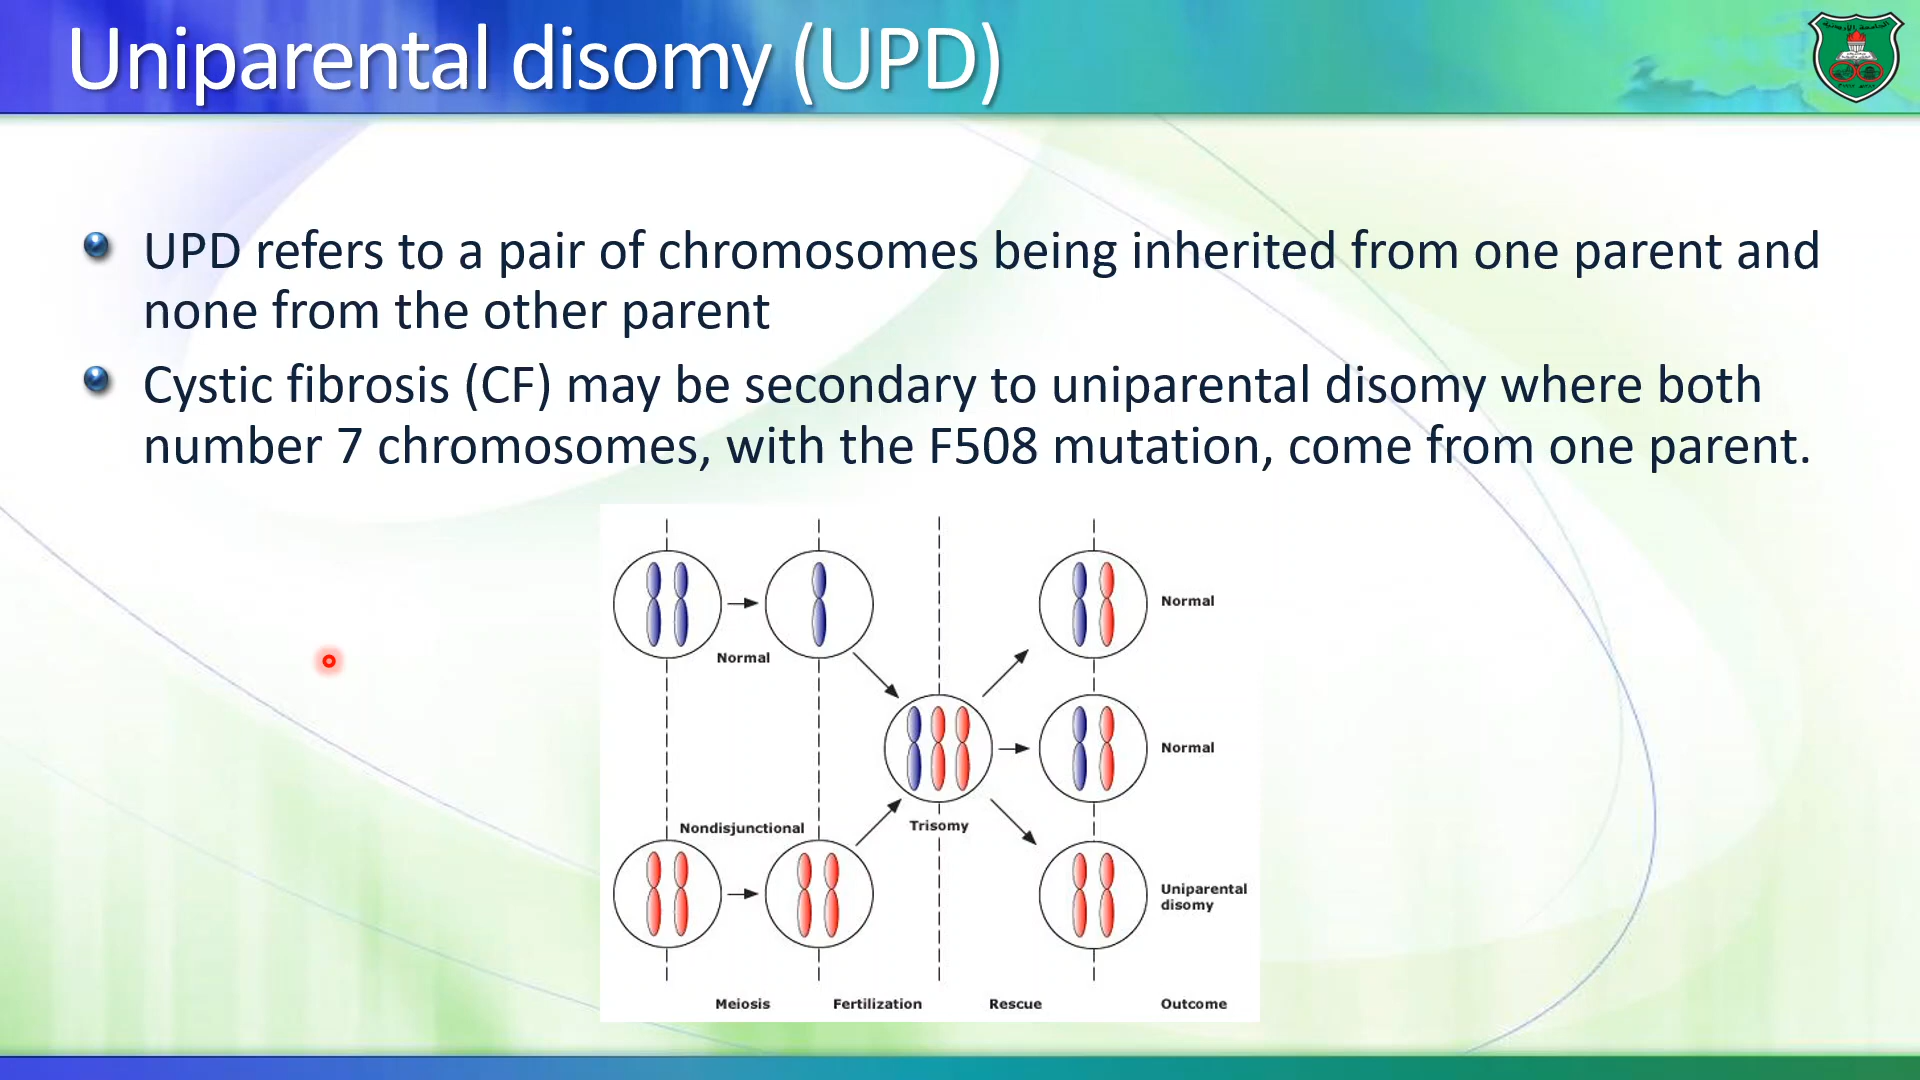 Uniparental disomy (UPD)
UPD refers to a pair of chromosomes being inherited from one parent and
none from the other parent
Cystic fibrosis (CF) may be secondary to uniparental disomy where both
number 7 chromosomes, with the F508 mutation, come from one parent.
Normal
Normal
Normal
Nondisjunctional
Trisomy
Uniparental
disomy
Meiosis
Fertilization
Rescue
Outcome